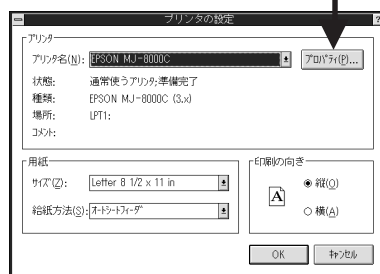 プリンタの設定
?
プリンタ
プリンタ名(N): EPSON MJ-8000C プロパティ(P)...
状態: 通常使うプリンタ;準備完了
種類: EPSON MJ-8000C (3.x)
場所: LPT1:
コメント:
用紙
サイズ(Z): Letter 8 1/2 x 11 in
給紙方法(S): オートシートフィーダ
印刷の向き
A
縦(O)
横(A)
OK キャンセル